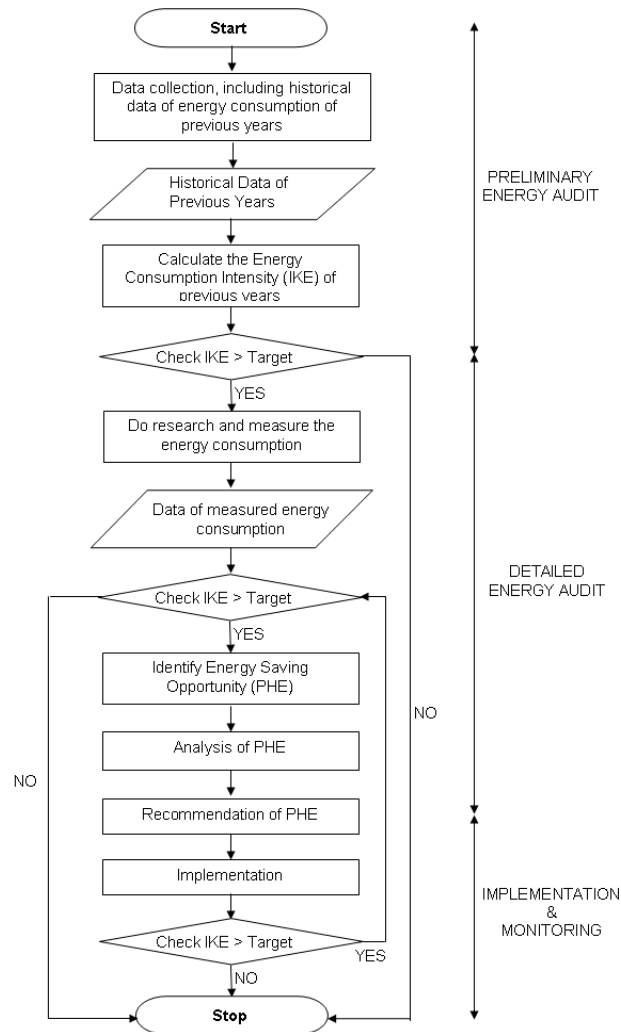 Start
Data collection, including historical
data of energy consumption of
previous years
Historical Data of
Previous Years
PRELIMINARY
ENERGY AUDIT
Calculate the Energy
Consumption Intensity (IKE) of
previous years
Check IKE > Target
YES
Do research and measure the
energy consumption
Data of measured energy
consumption
Check IKE > Target
DETAILED
ENERGY AUDIT
YES
Identify Energy Saving
Opportunity (PHE)
NO
NO
Analysis of PHE
Recommendation of PHE
Implementation
IMPLEMENTATION
&
MONITORING
Check IKE > Target
YES
NO
Stop